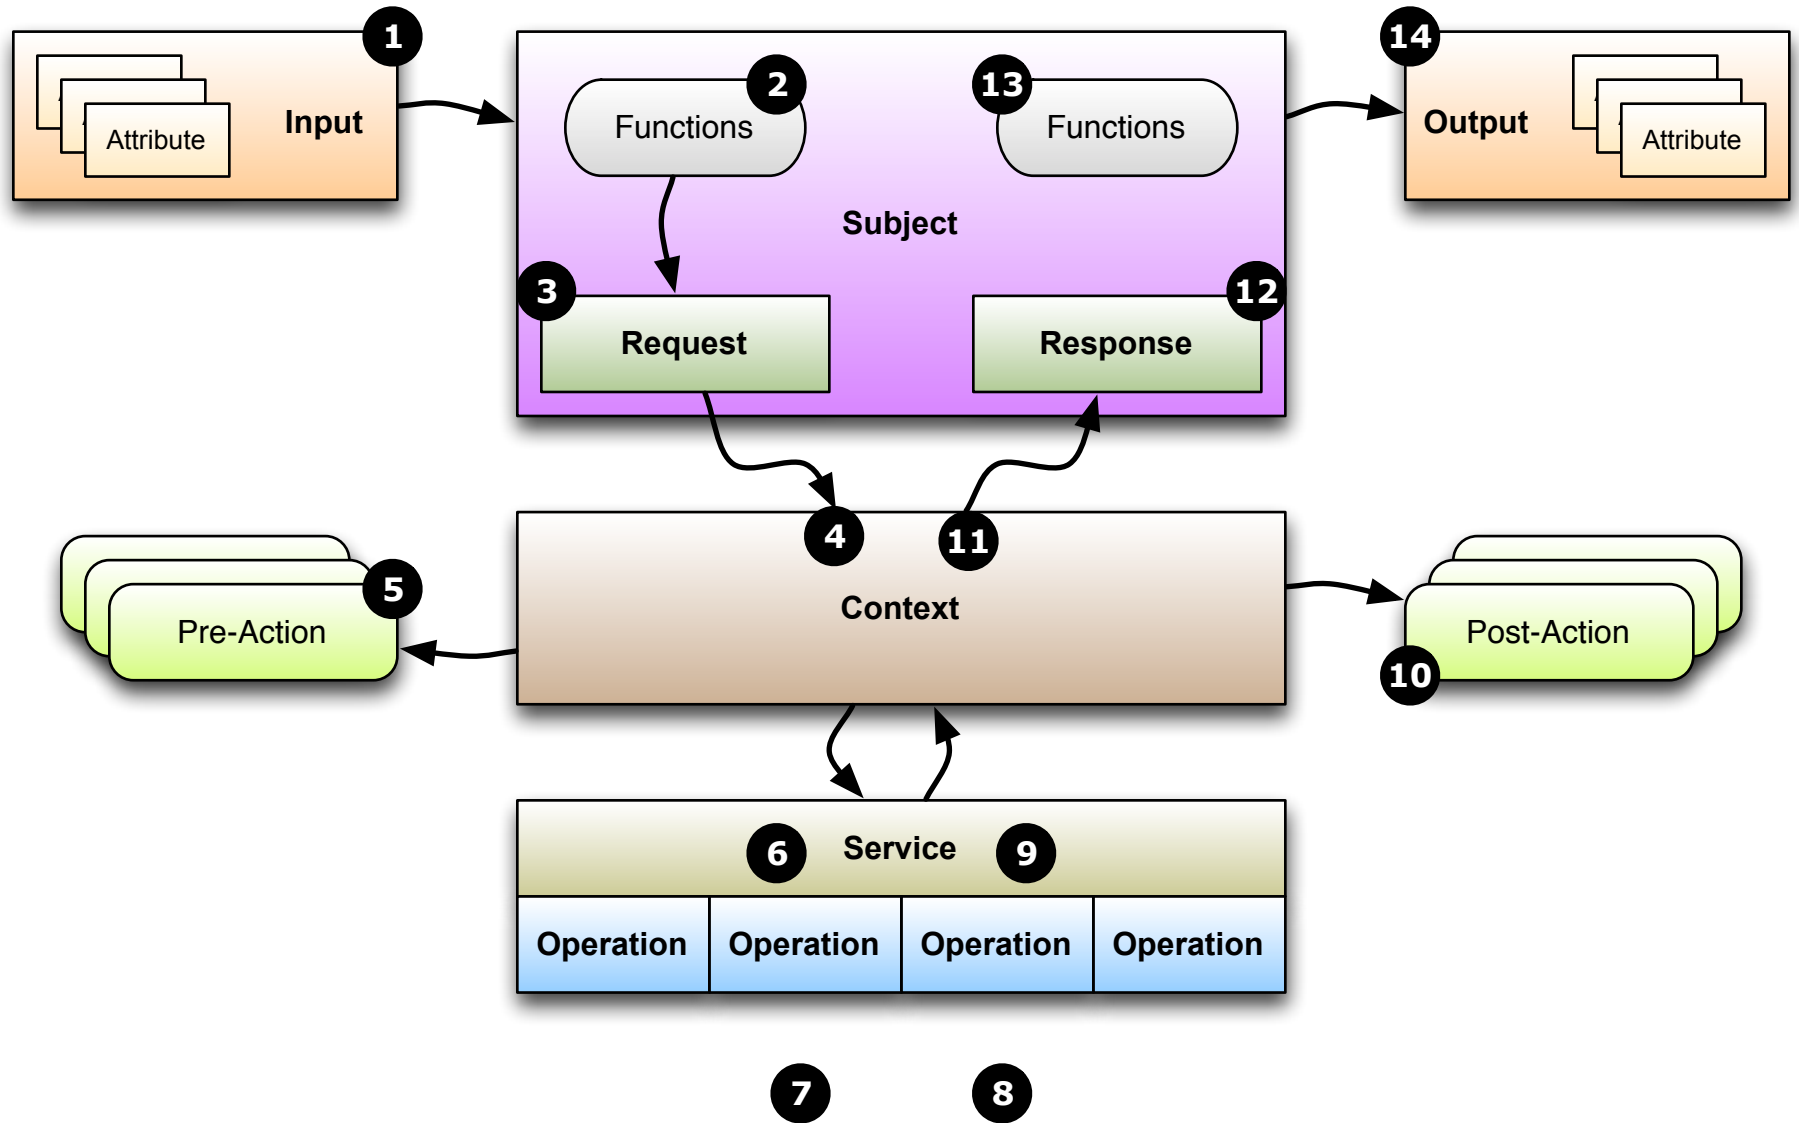 1
Attribute
Input
2
Functions
13
Functions
Subject
3
Request
12
Response
14
Output
Attribute
4
11
Context
5
Pre-Action
Post-Action
10
6
Service
9
Operation
Operation
Operation
Operation
7
8